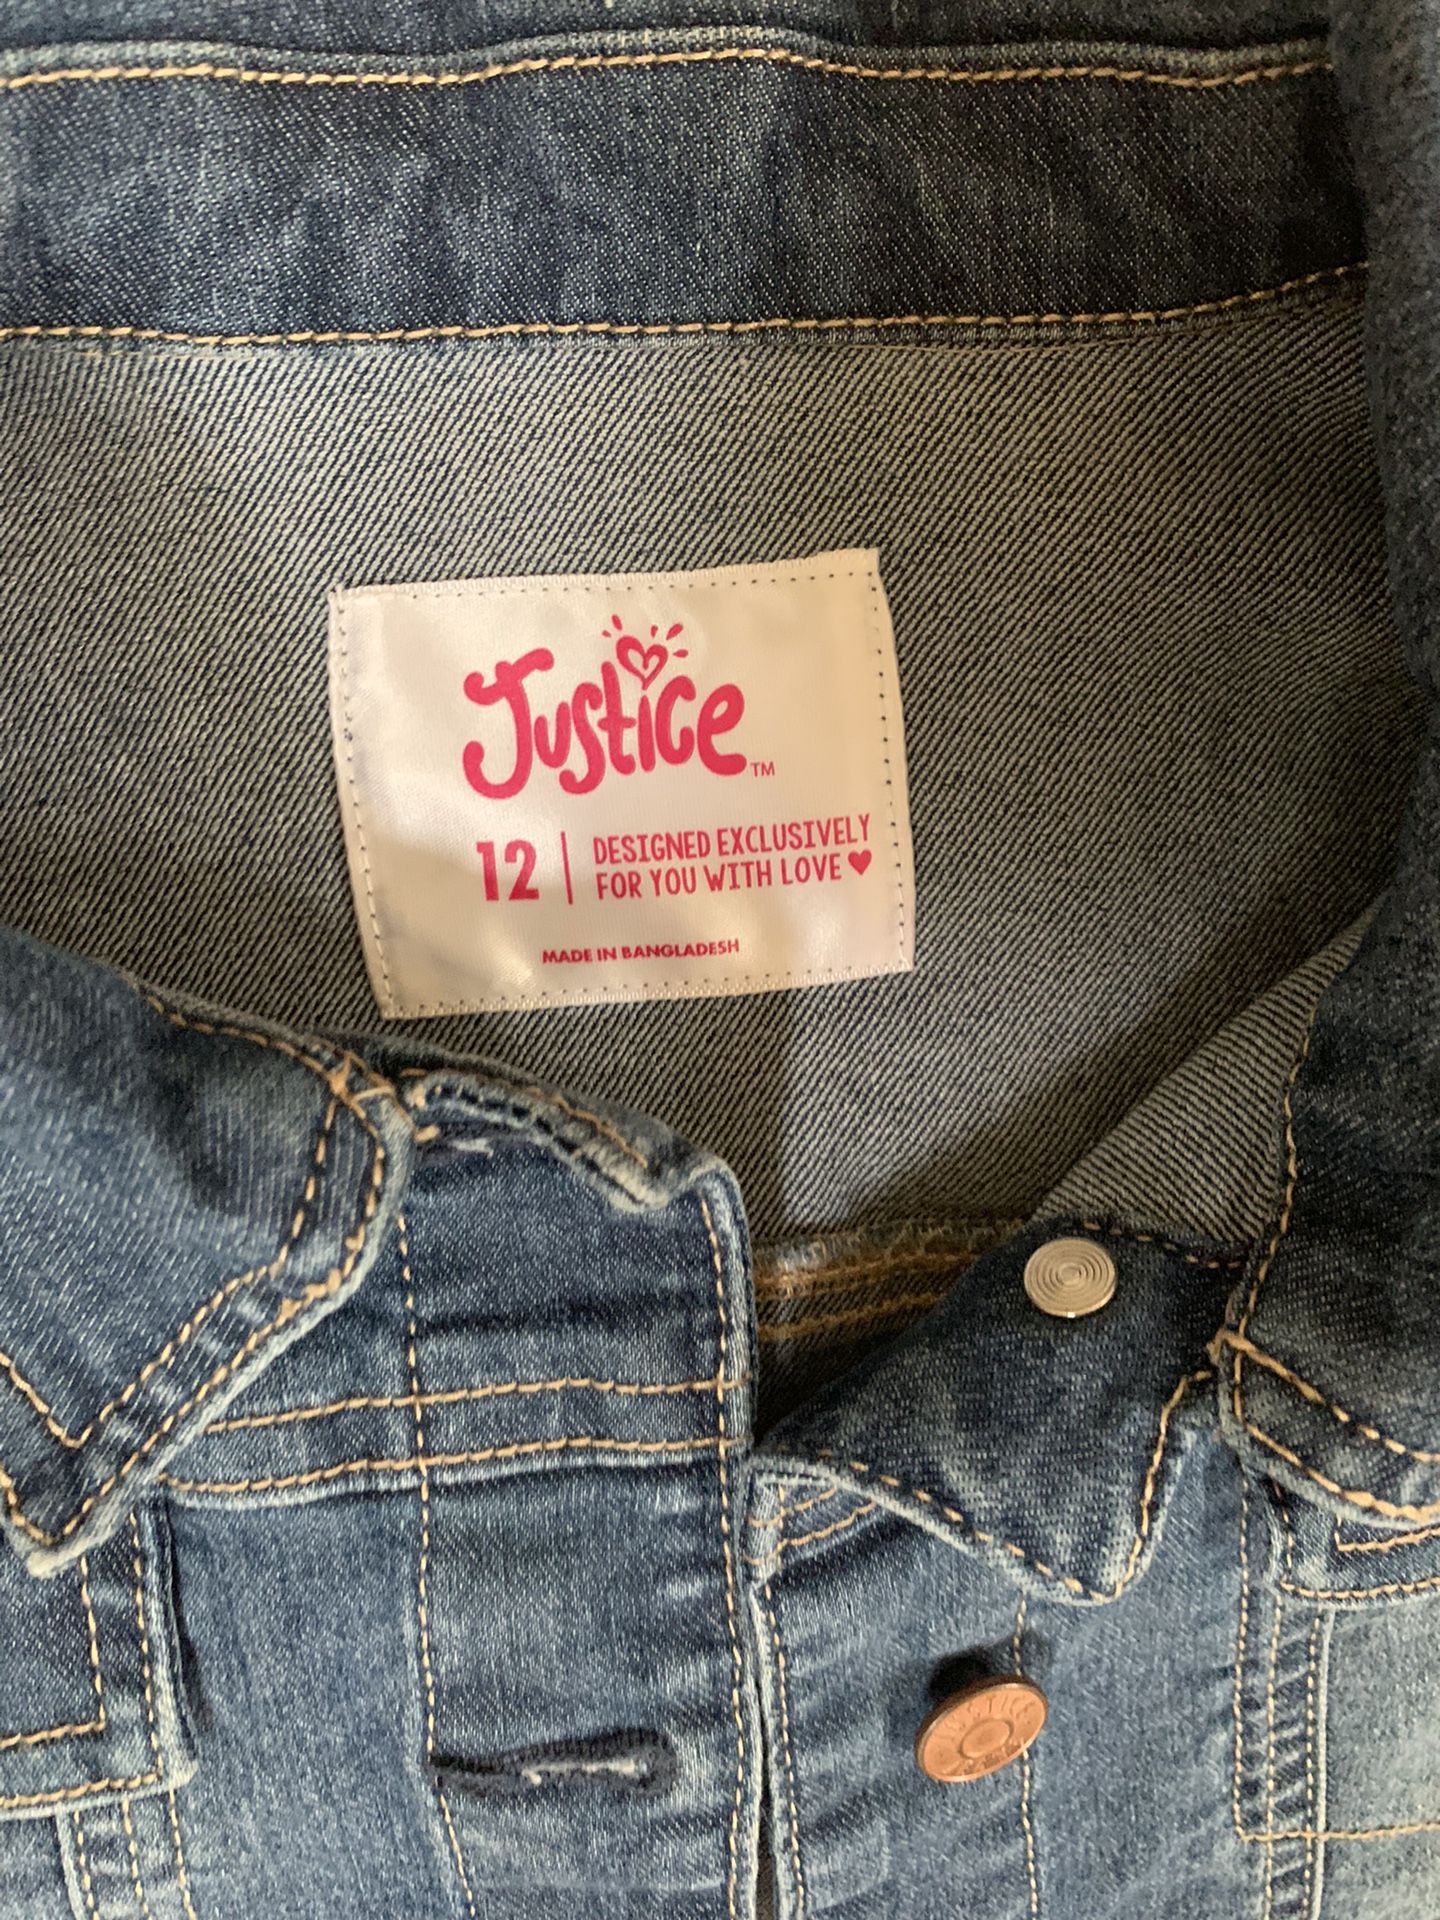 Justice™
12 | DESIGNED EXCLUSIVELY
FOR YOU WITH LOVE ♥
MADE IN BANGLADESH
JUSTICE